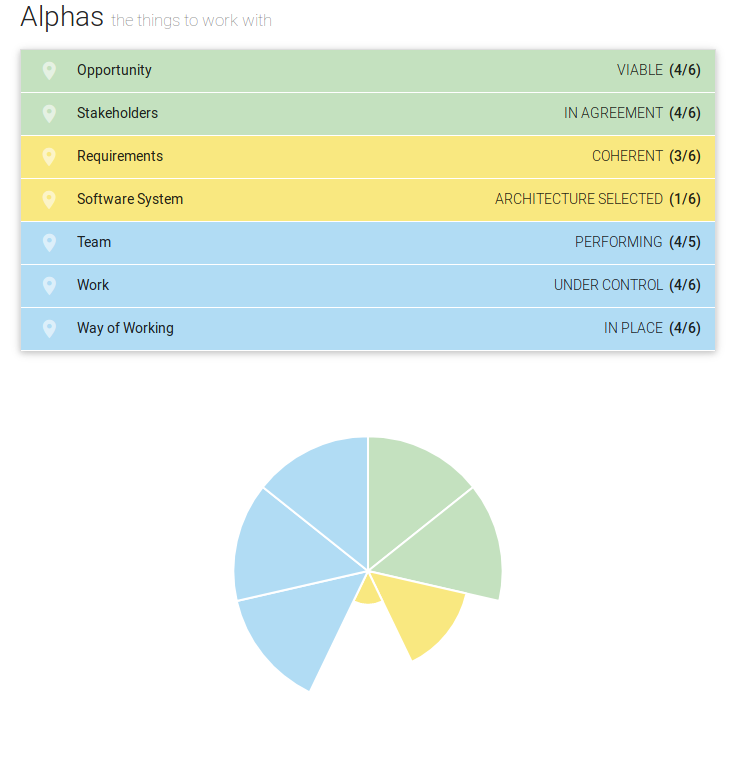 Alphas the things to work with
Opportunity VIABLE (4/6)
Stakeholders IN AGREEMENT (4/6)
Requirements COHERENT (3/6)
Software System ARCHITECTURE SELECTED (1/6)
Team PERFORMING (4/5)
Work UNDER CONTROL (4/6)
Way of Working IN PLACE (4/6)